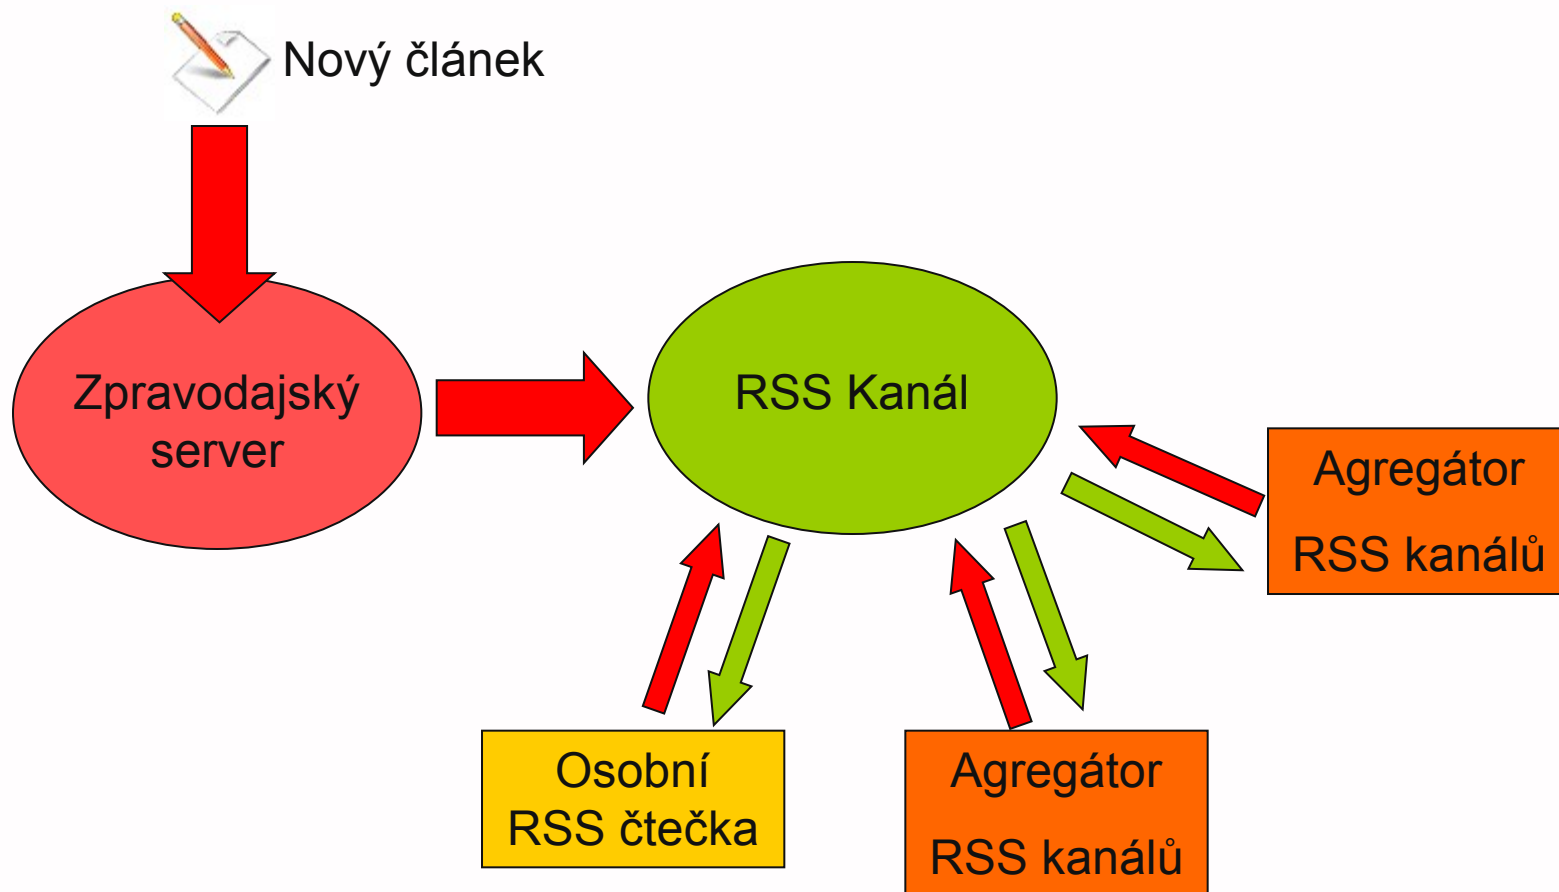 Nový článek
Zpravodajský
server
RSS Kanál
Agregátor
RSS kanálů
Osobní
RSS čtečka
Agregátor
RSS kanálů